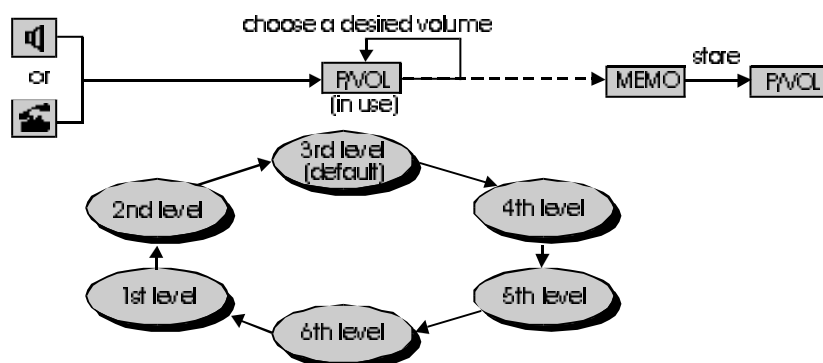 choose a desired volume
or
P/VOL
(in use)
MEMO
store
P/VOL
3rd level
(default)
2nd level
4th level
1st level
5th level
6th level